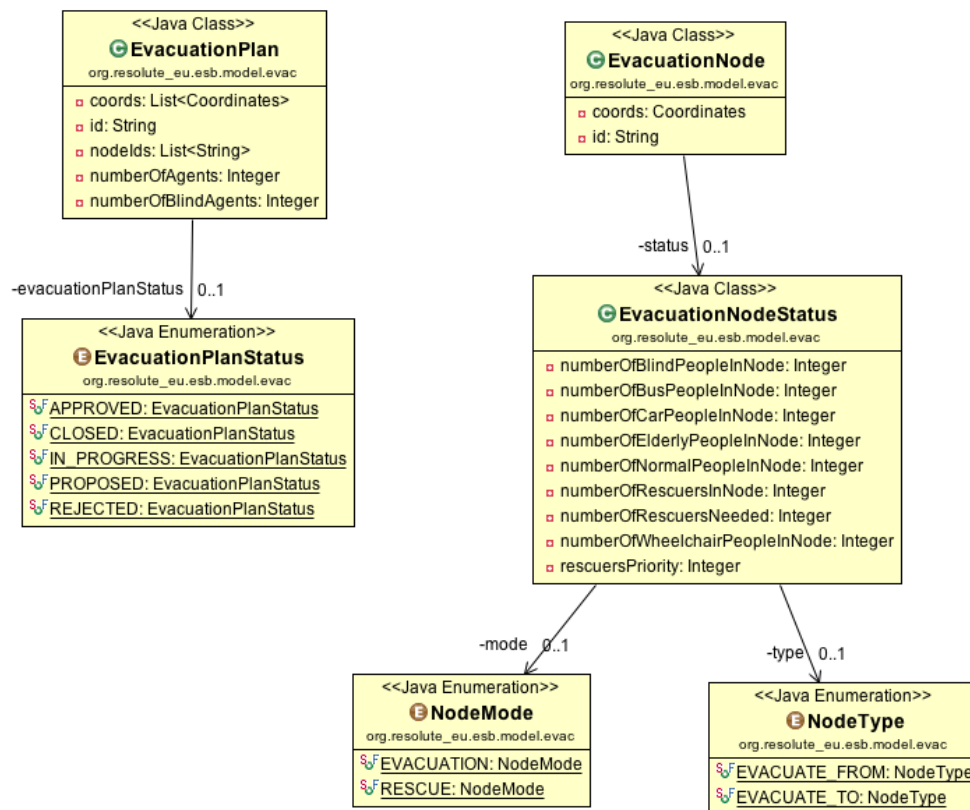 <<Java Class>>
EvacuationPlan
org.resolute_eu.esb.model.evac
coords: List<Coordinates>
id: String
nodeIds: List<String>
numberOfAgents: Integer
numberOfBlindAgents: Integer
-evacuationPlanStatus 0..1
<<Java Enumeration>>
EvacuationPlanStatus
org.resolute_eu.esb.model.evac
APPROVED: EvacuationPlanStatus
CLOSED: EvacuationPlanStatus
IN_PROGRESS: EvacuationPlanStatus
PROPOSED: EvacuationPlanStatus
REJECTED: EvacuationPlanStatus
<<Java Class>>
EvacuationNode
org.resolute_eu.esb.model.evac
coords: Coordinates
id: String
-status 0..1
<<Java Class>>
EvacuationNodeStatus
org.resolute_eu.esb.model.evac
numberOfBlindPeopleInNode: Integer
numberOfBusPeopleInNode: Integer
numberOfCarPeopleInNode: Integer
numberOfElderlyPeopleInNode: Integer
numberOfNormalPeopleInNode: Integer
numberOfRescuersInNode: Integer
numberOfRescuersNeeded: Integer
numberOfWheelchairPeopleInNode: Integer
rescuersPriority: Integer
-mode 0..1
<<Java Enumeration>>
NodeMode
org.resolute_eu.esb.model.evac
EVACUATION: NodeMode
RESCUE: NodeMode
-type 0..1
<<Java Enumeration>>
NodeType
org.resolute_eu.esb.model.evac
EVACUATE_FROM: NodeType
EVACUATE_TO: NodeType